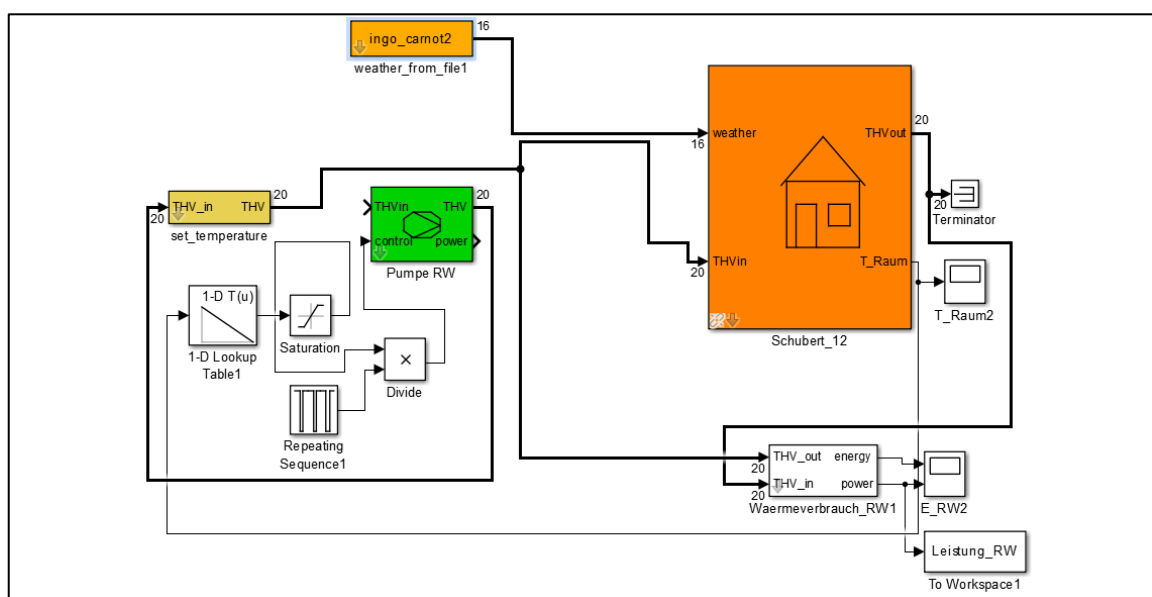 ingo_carnot2
16
weather_from_file1
weather
16
THVout
20
20
Terminator
THVin
20
T_Raum
T_Raum2
Schubert_12
THV_in
THV
20
20
set_temperature
THVin
THV
20
control
power
Pumpe RW
1-D T(u)
1-D Lookup
Table1
Saturation
×
Divide
Repeating
Sequence1
THV_out
energy
20
THV_in
power
20
Waermeverbrauch_RW1
E_RW2
Leistung_RW
To Workspace1